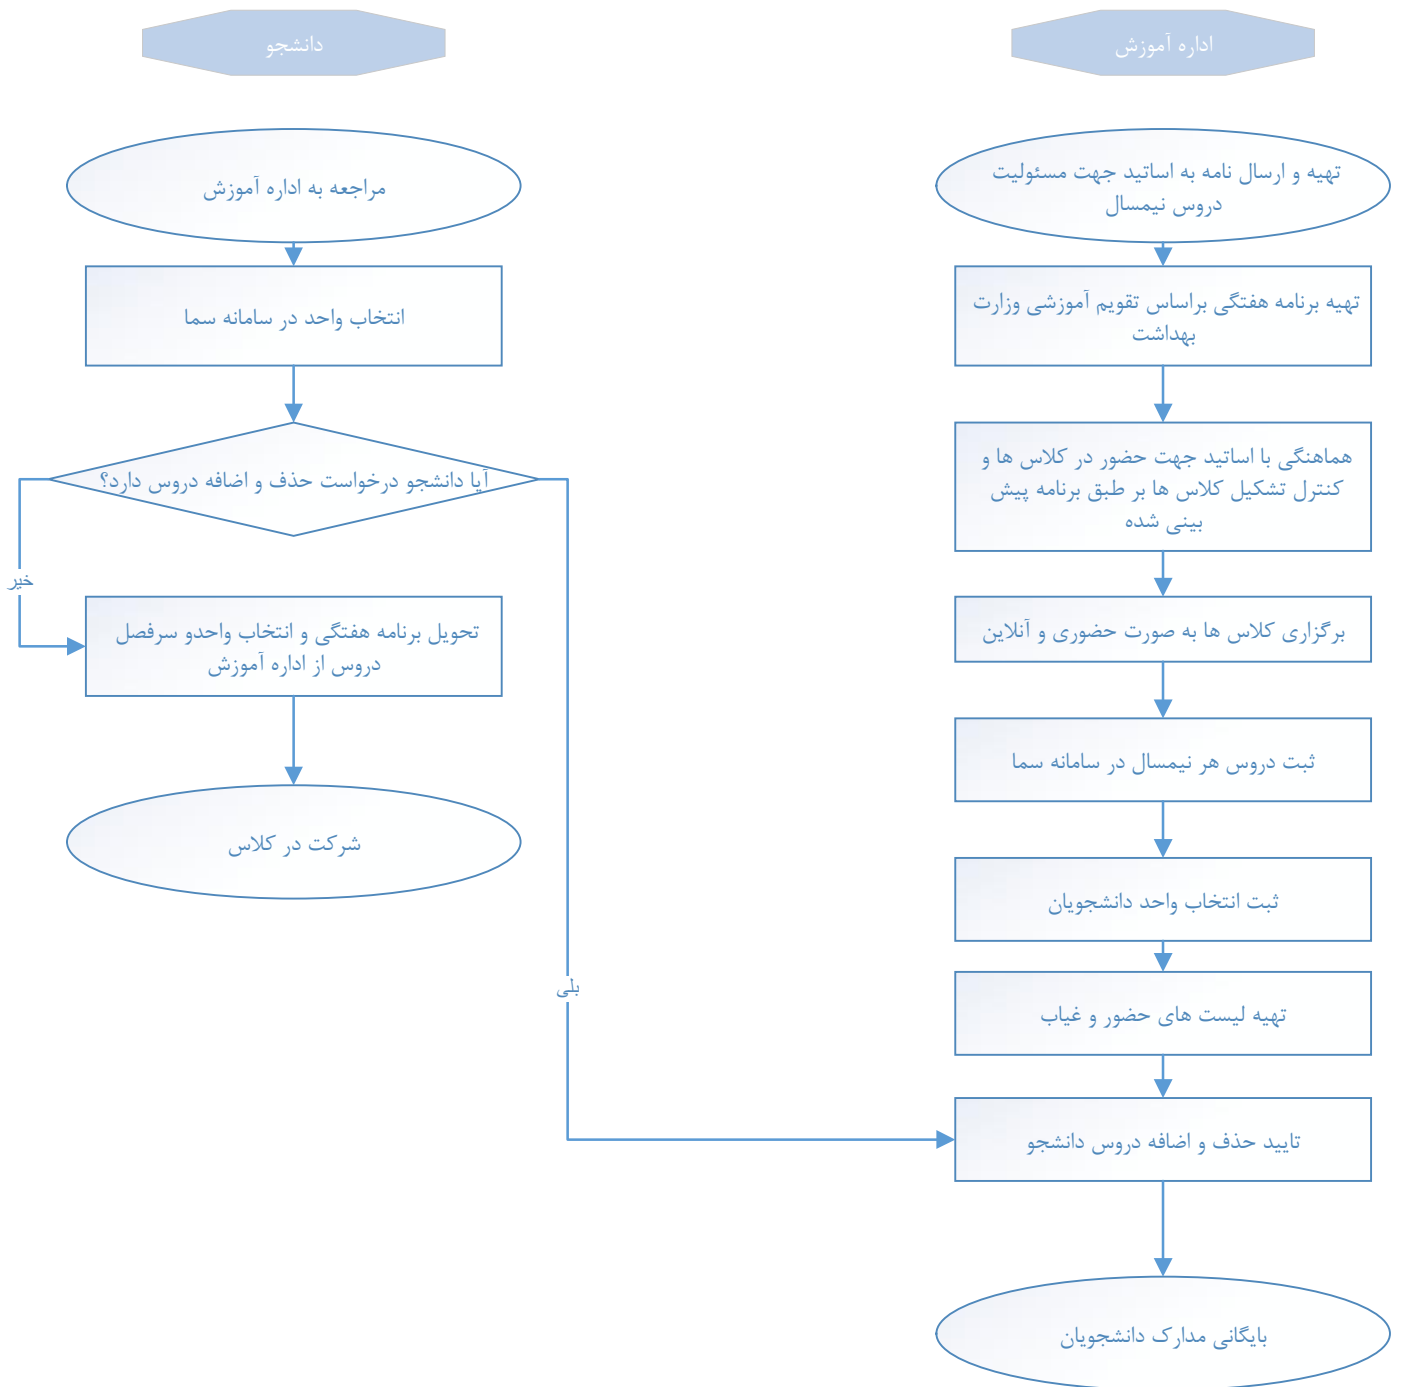 اداره آموزش
تهیه و ارسال نامه به اساتید جهت مسئولیت
دروس نیمسال
تهیه برنامه هفتگی براساس تقویم آموزشی وزارت
بهداشت
هماهنگی با اساتید جهت حضور در کلاس ها و
کنترل تشکیل کلاس ها بر طبق برنامه پیش
بینی شده
برگزاری کلاس ها به صورت حضوری و آنلاین
ثبت دروس هر نیمسال در سامانه سما
ثبت انتخاب واحد دانشجویان
تهیه لیست های حضور و غیاب
تایید حذف و اضافه دروس دانشجو
بایگانی مدارک دانشجویان
دانشجو
مراجعه به اداره آموزش
انتخاب واحد در سامانه سما
آیا دانشجو درخواست حذف و اضافه دروس دارد؟
خیر
تحویل برنامه هفتگی و انتخاب واحدو سرفصل
دروس از اداره آموزش
شرکت در کلاس
بلی